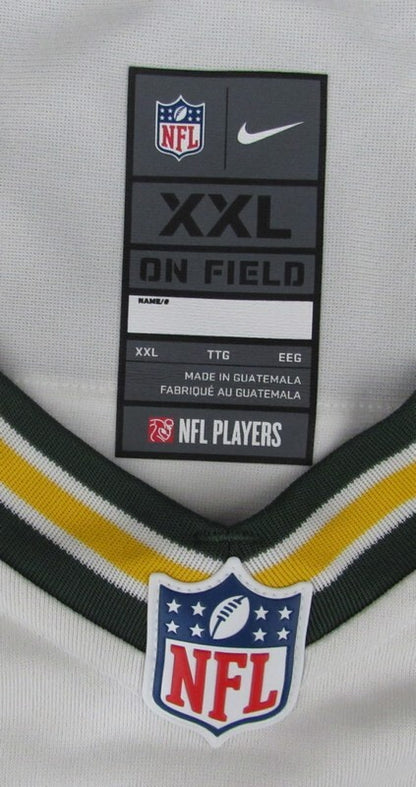 NFL
XXL
ON FIELD
NAME/#
XXL TTG EEG
MADE IN GUATEMALA
FABRIQUÉ AU GUATEMALA
NFL PLAYERS
NFL